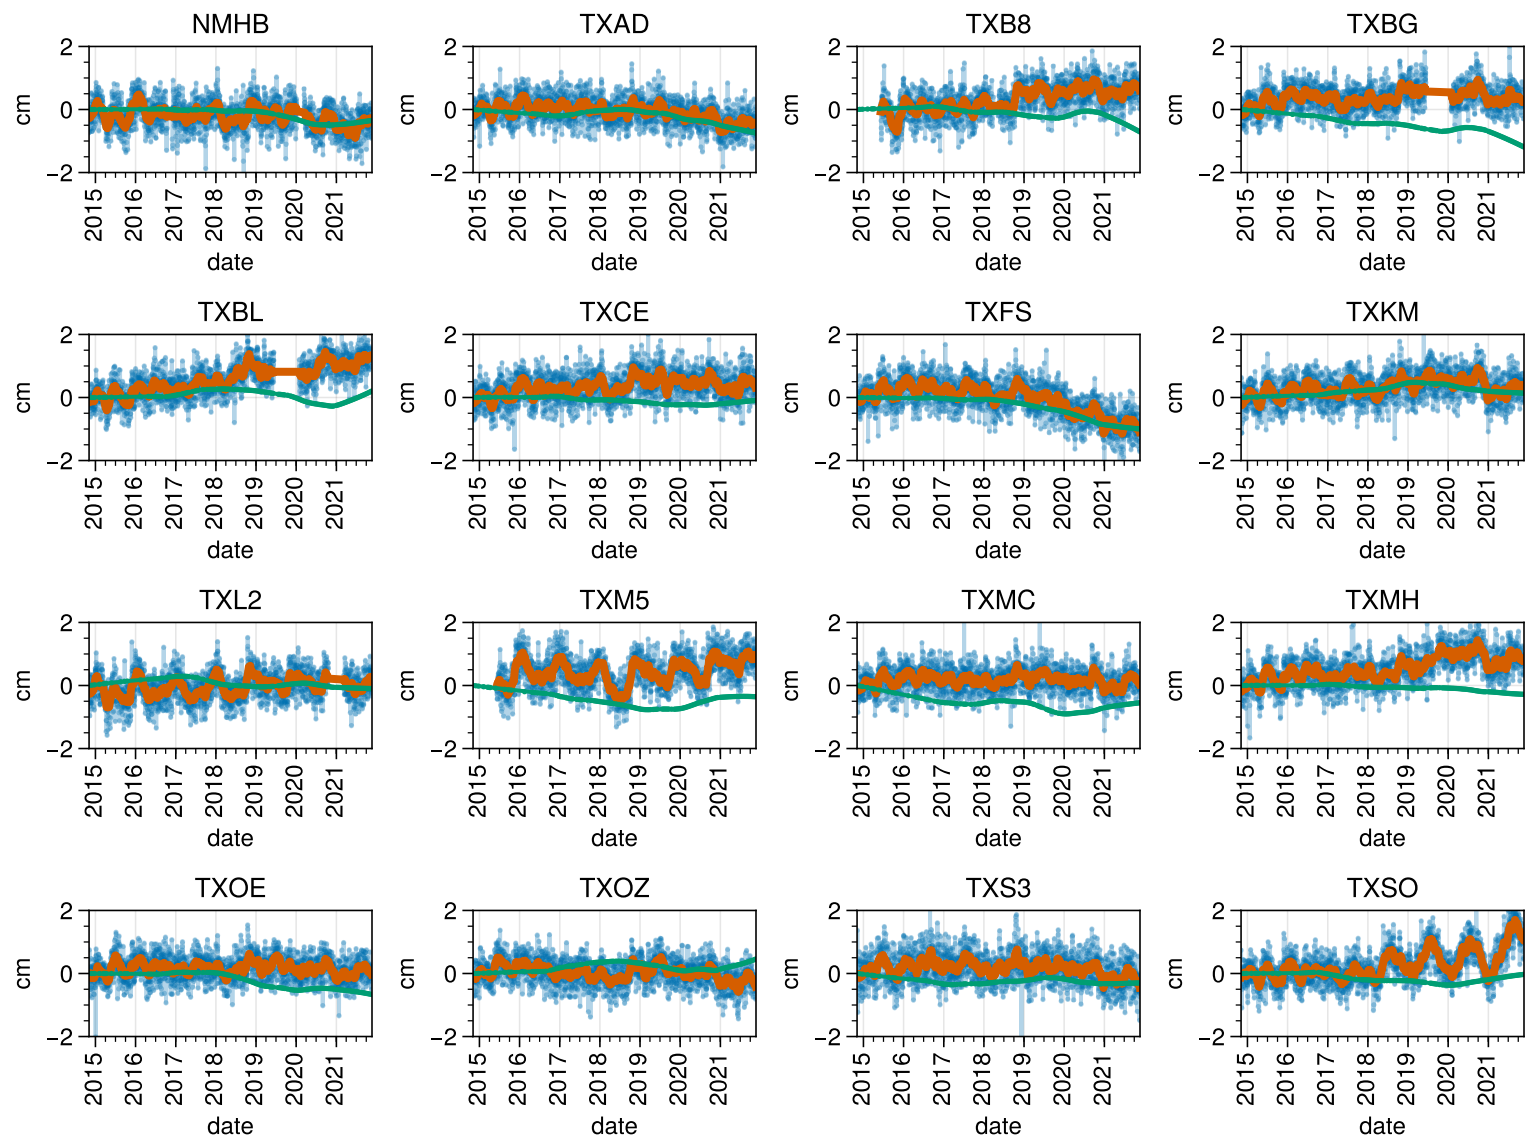 NMHB TXAD TXB8 TXBG
2 2 2 2
cm 0 cm 0 cm 0 cm 0
−2 −2 −2 −2
2015 2016 2017 2018 2019 2020 2021 2015 2016 2017 2018 2019 2020 2021 2015 2016 2017 2018 2019 2020 2021 2015 2016 2017 2018 2019 2020 2021
date date date date
TXBL TXCE TXFS TXKM
2 2 2 2
cm 0 cm 0 cm 0 cm 0
−2 −2 −2 −2
2015 2016 2017 2018 2019 2020 2021 2015 2016 2017 2018 2019 2020 2021 2015 2016 2017 2018 2019 2020 2021 2015 2016 2017 2018 2019 2020 2021
date date date date
TXL2 TXM5 TXMC TXMH
2 2 2 2
cm 0 cm 0 cm 0 cm 0
−2 −2 −2 −2
2015 2016 2017 2018 2019 2020 2021 2015 2016 2017 2018 2019 2020 2021 2015 2016 2017 2018 2019 2020 2021 2015 2016 2017 2018 2019 2020 2021
date date date date
TXOE TXOZ TXS3 TXSO
2 2 2 2
cm 0 cm 0 cm 0 cm 0
−2 −2 −2 −2
2015 2016 2017 2018 2019 2020 2021 2015 2016 2017 2018 2019 2020 2021 2015 2016 2017 2018 2019 2020 2021 2015 2016 2017 2018 2019 2020 2021
date date date date